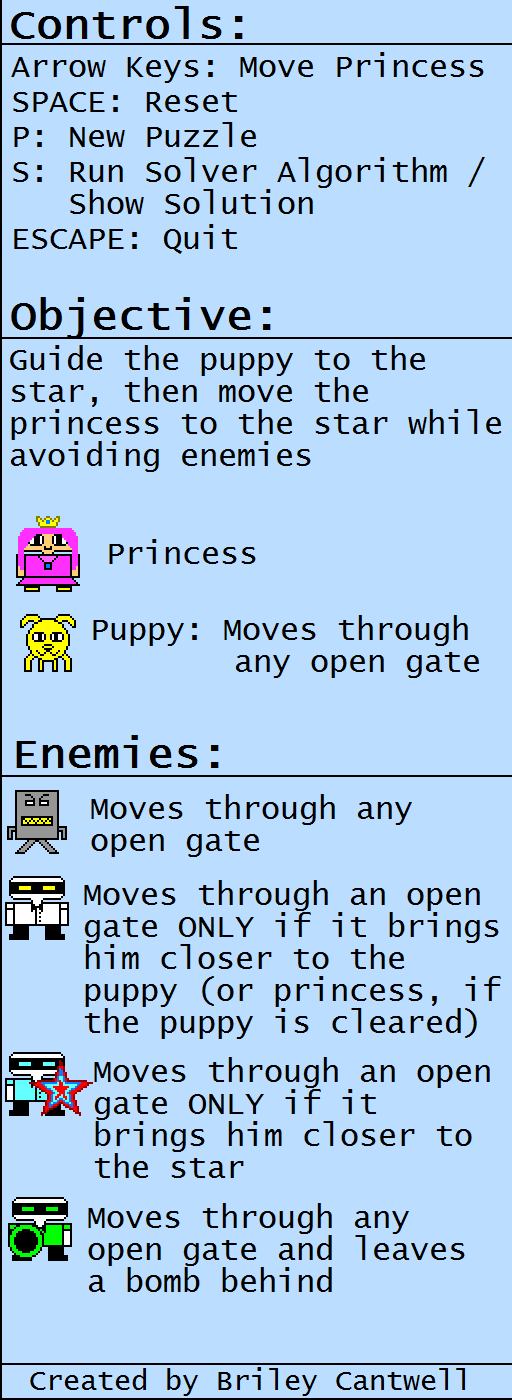 Controls:
Arrow Keys: Move Princess
SPACE: Reset
P: New Puzzle
S: Run Solver Algorithm /
Show Solution
ESCAPE: Quit
Objective:
Guide the puppy to the
star, then move the
princess to the star while
avoiding enemies
Princess
Puppy: Moves through
any open gate
Enemies:
Moves through any
open gate
Moves through an open
gate ONLY if it brings
him closer to the
puppy (or princess, if
the puppy is cleared)
Moves through an open
gate ONLY if it
brings him closer to
the star
Moves through any
open gate and leaves
a bomb behind
Created by Briley Cantwell